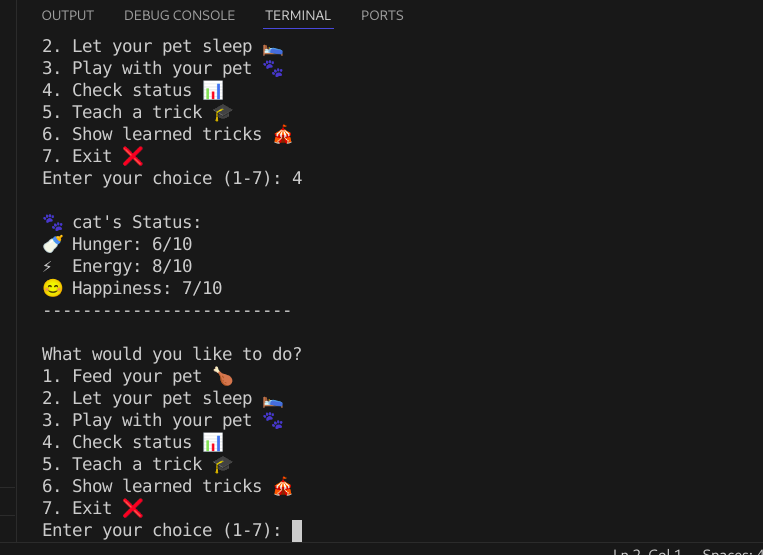 OUTPUT DEBUG CONSOLE TERMINAL PORTS
2. Let your pet sleep 🛌
3. Play with your pet 🐾
4. Check status 📊
5. Teach a trick 🎓
6. Show learned tricks 🎪
7. Exit ❌
Enter your choice (1-7): 4
🐾 cat's Status:
🍼 Hunger: 6/10
⚡ Energy: 8/10
😊 Happiness: 7/10
-------------------------
What would you like to do?
1. Feed your pet 🍗
2. Let your pet sleep 🛌
3. Play with your pet 🐾
4. Check status 📊
5. Teach a trick 🎓
6. Show learned tricks 🎪
7. Exit ❌
Enter your choice (1-7):
Ln 2, Col 1 Spaces: 4